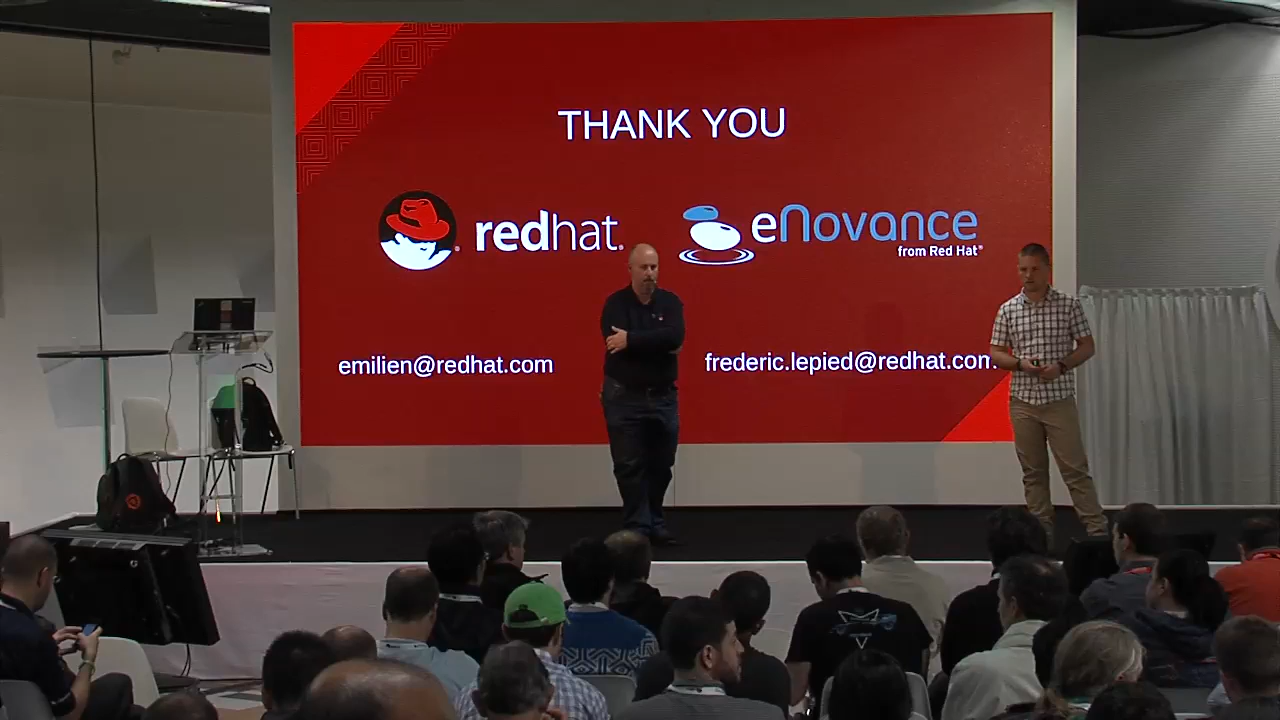 THANK YOU
redhat.
eNovance
from Red Hat®
emilien@redhat.com
frederic.lepied@redhat.com